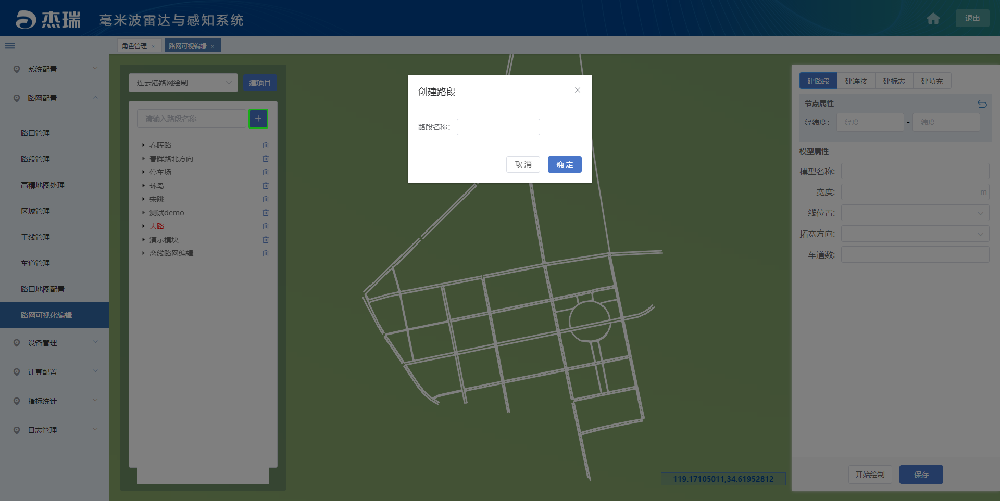 杰瑞 毫米波雷达与感知系统
退出
角色管理 ×
路网可视编辑 ×
系统配置
路网配置
路口管理
路段管理
高精地图处理
区域管理
干线管理
车道管理
路口地图配置
路网可视化编辑
设备管理
计算配置
指标统计
日志管理
连云港路网绘制
建项目
请输入路段名称
+
春晖路
春晖路北方向
停车场
环岛
宋跳
测试demo
大路
演示模块
离线路网编辑
创建路段
×
路段名称：
取 消
确 定
建路段
建连接
建标志
建填充
节点属性
经纬度：
经度
-
纬度
模型属性
模型名称:
宽度:
m
线位置:
拓宽方向:
车道数:
开始绘制
保存
119.17105011,34.61952812